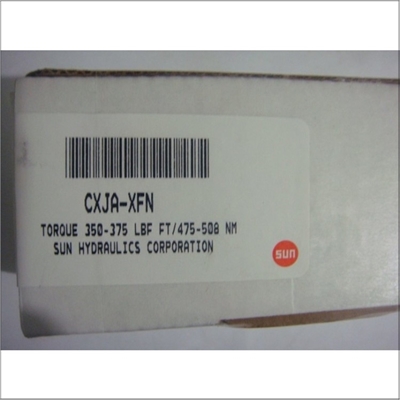 CXJA-XFN
TORQUE 350-375 LBF FT/475-508 NM
SUN HYDRAULICS CORPORATION
sun